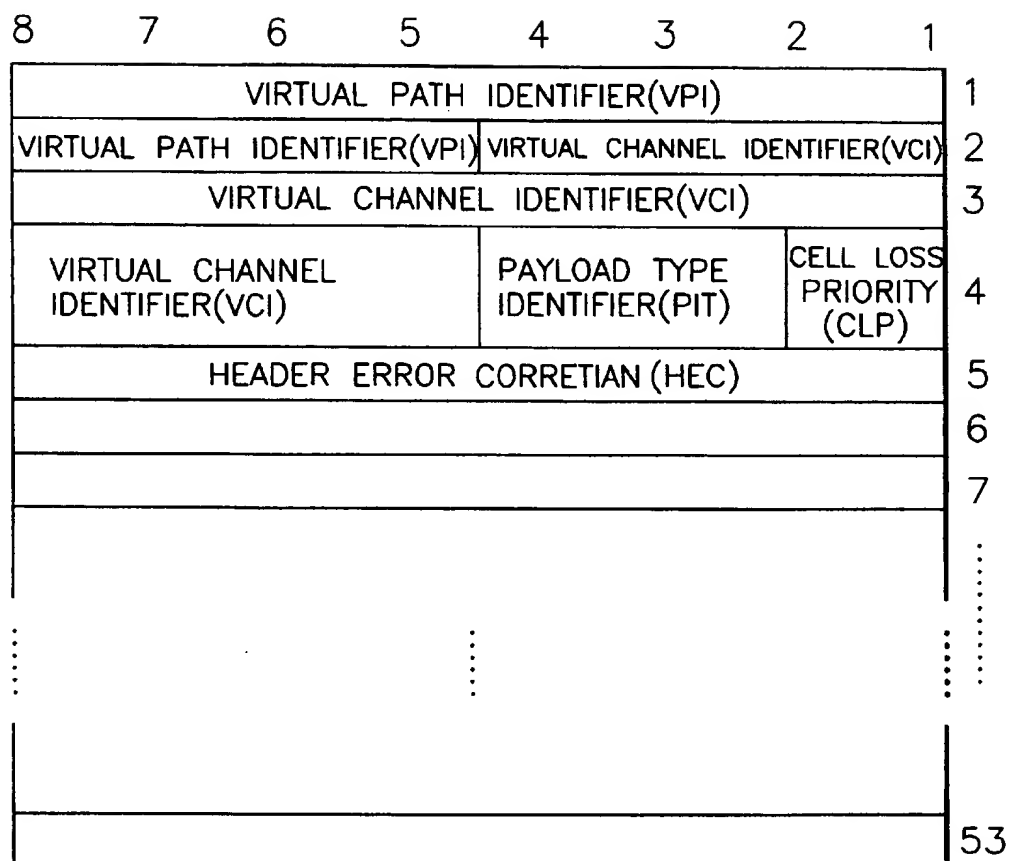 8 7 6 5 4 3 2 1
VIRTUAL PATH IDENTIFIER(VPI) 1
VIRTUAL PATH IDENTIFIER(VPI) VIRTUAL CHANNEL IDENTIFIER(VCI) 2
VIRTUAL CHANNEL IDENTIFIER(VCI) 3
VIRTUAL CHANNEL
IDENTIFIER(VCI)
PAYLOAD TYPE
IDENTIFIER(PIT)
CELL LOSS
PRIORITY
(CLP)
4
HEADER ERROR CORRETIAN (HEC) 5
6
7
53